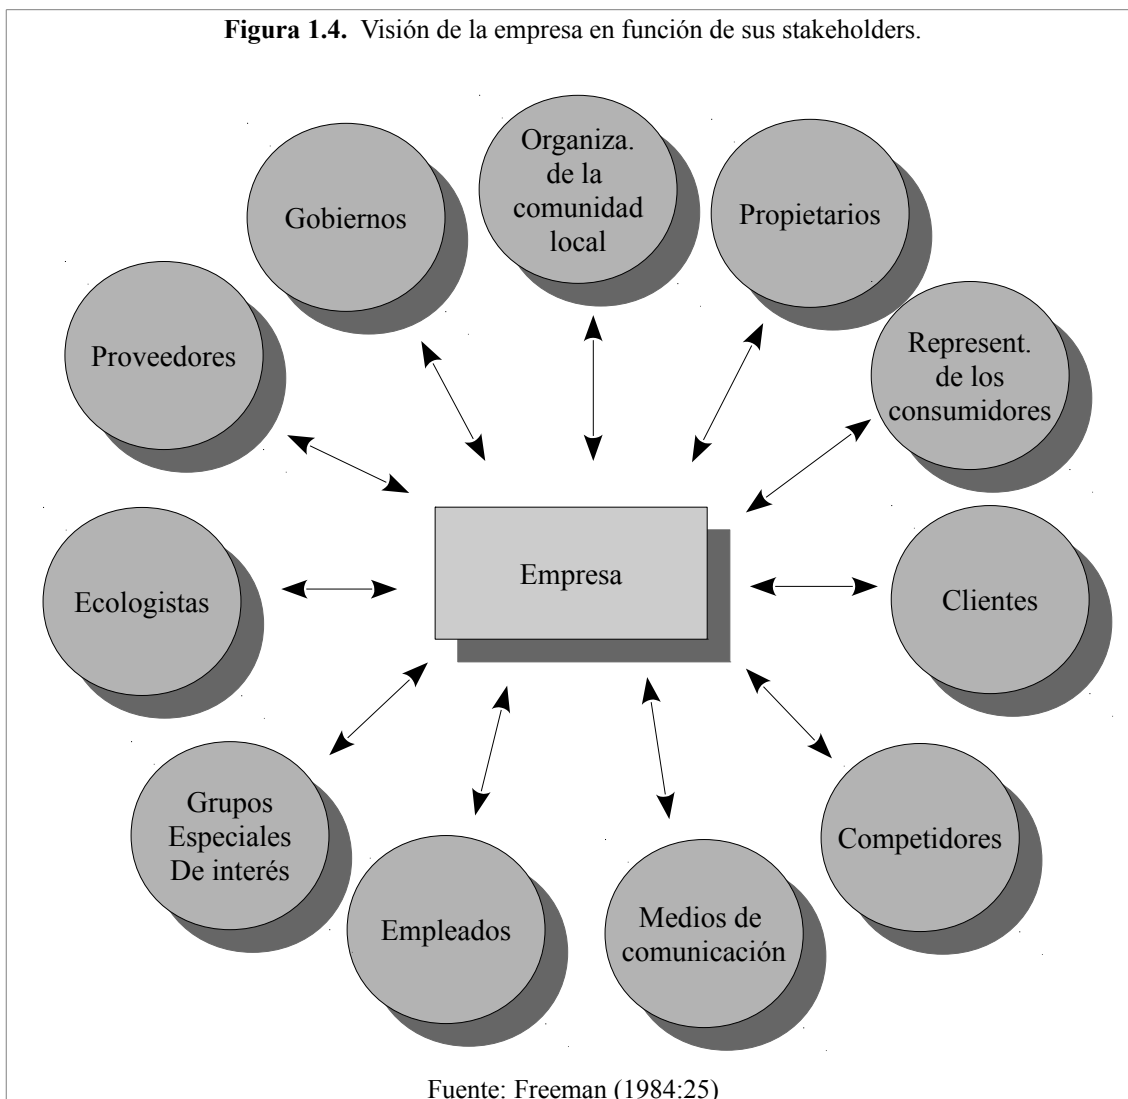 Figura 1.4. Visión de la empresa en función de sus stakeholders.
Organiza.
de la
comunidad
local
Gobiernos
Propietarios
Proveedores
Represent.
de los
consumidores
Empresa
Ecologistas
Clientes
Grupos
Especiales
De interés
Competidores
Empleados
Medios de
comunicación
Fuente: Freeman (1984:25)